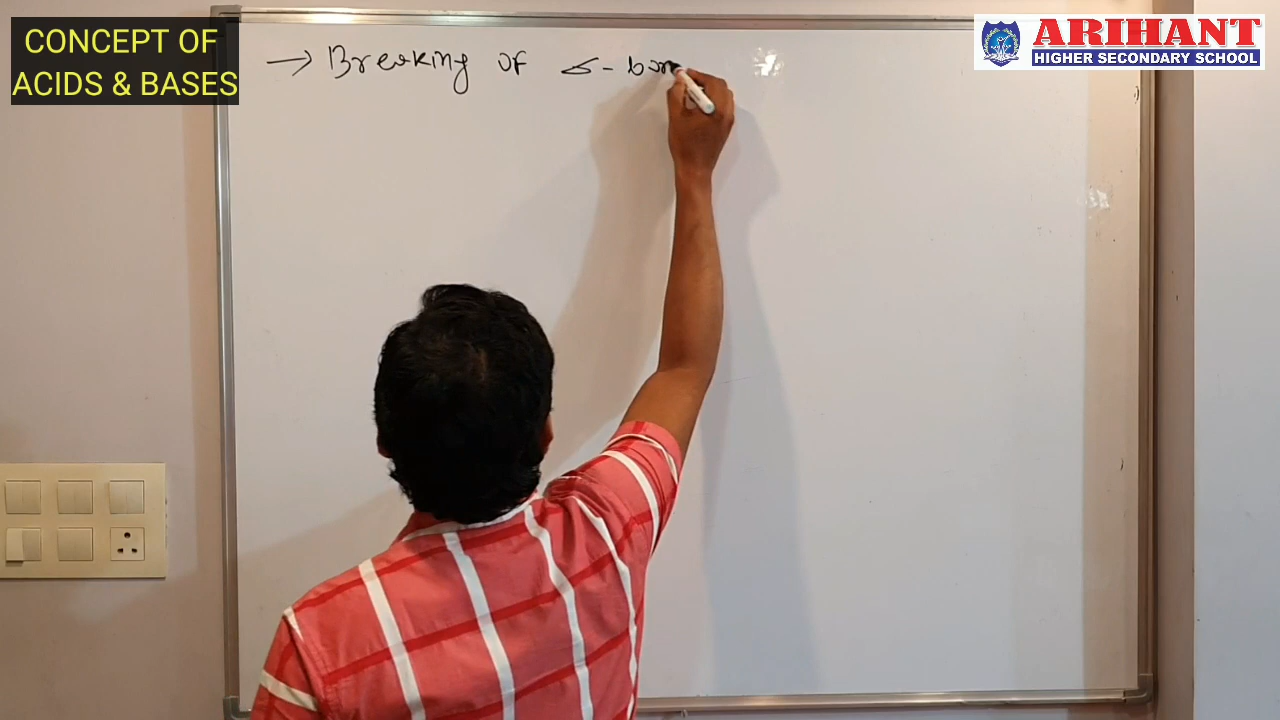 CONCEPT OF
ACIDS & BASES
→ Breaking of σ - bon
ARIHANT
HIGHER SECONDARY SCHOOL